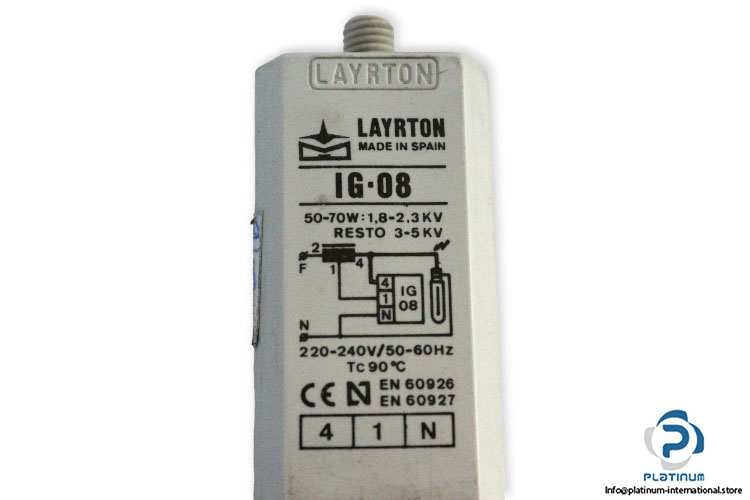 LAYRTON
LAYRTON
MADE IN SPAIN
IG·08
50-70W: 1,8-2,3 KV
RESTO 3-5 KV
2
F
1 4
4
1
N
IG
08
N
220-240V/50-60Hz
Tc 90°C
CE N EN 60926
EN 60927
4 1 N
PLATINUM
Info@platinum-international.store